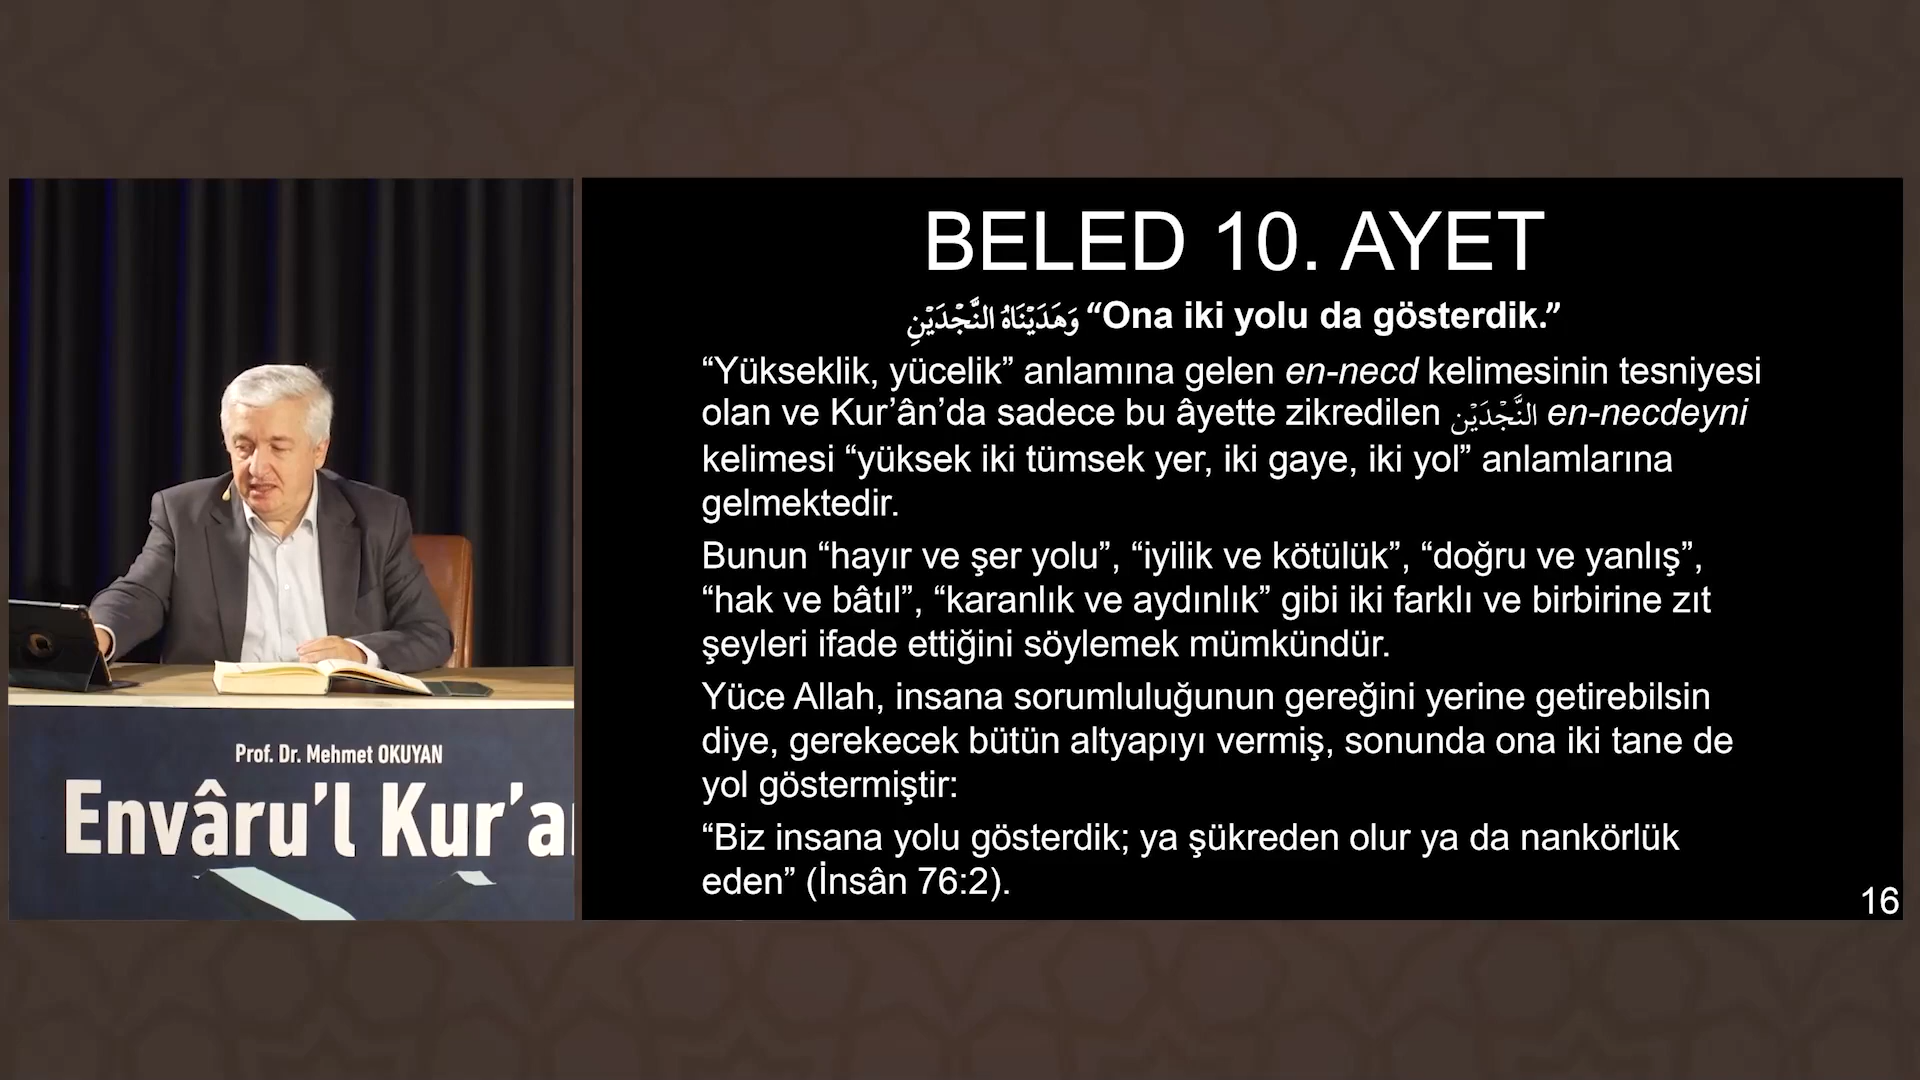 BELED 10. AYET
وَهَدَيْنَاهُ النَّجْدَيْنِ “Ona iki yolu da gösterdik.”
“Yükseklik, yücelik” anlamına gelen en-necd kelimesinin tesniyesi
olan ve Kur’ân’da sadece bu âyette zikredilen النَّجْدَيْن en-necdeyni
kelimesi “yüksek iki tümsek yer, iki gaye, iki yol” anlamlarına
gelmektedir.
Bunun “hayır ve şer yolu”, “iyilik ve kötülük”, “doğru ve yanlış”,
“hak ve bâtıl”, “karanlık ve aydınlık” gibi iki farklı ve birbirine zıt
şeyleri ifade ettiğini söylemek mümkündür.
Yüce Allah, insana sorumluluğunun gereğini yerine getirebilsin
diye, gerekecek bütün altyapıyı vermiş, sonunda ona iki tane de
yol göstermiştir:
“Biz insana yolu gösterdik; ya şükreden olur ya da nankörlük
eden” (İnsân 76:2).
16
Prof. Dr. Mehmet OKUYAN
Envâru’l Kur’a